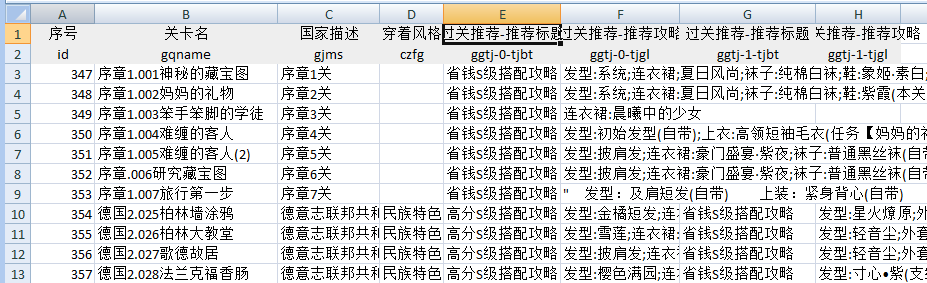 A B C D E F G H
1 序号 关卡名 国家描述 穿着风格 过关推荐-推荐标题 过关推荐-推荐攻略 过关推荐-推荐标题 关推荐-推荐攻略
2 id gqname gjms czfg ggtj-0-tjbt ggtj-0-tjgl ggtj-1-tjbt ggtj-1-tjgl
3 347 序章1.001神秘的藏宝图 序章1关 省钱S级搭配攻略 发型:系统;连衣裙:夏日风尚;袜子:纯棉白袜;鞋:象姬·素白;
4 348 序章1.002妈妈的礼物 序章2关 省钱S级搭配攻略 发型:系统;连衣裙:夏日风尚;袜子:纯棉白袜;鞋:紫霞(本关
5 349 序章1.003笨手笨脚的学徒 序章3关 省钱S级搭配攻略 连衣裙:晨曦中的少女
6 350 序章1.004难缠的客人 序章4关 省钱S级搭配攻略 发型:初始发型(自带);上衣:高领短袖毛衣(任务【妈妈的礼
7 351 序章1.005难缠的客人(2) 序章5关 省钱S级搭配攻略 发型:披肩发;连衣裙:豪门盛宴·紫夜;袜子:普通黑丝袜(自
8 352 序章.006研究藏宝图 序章6关 省钱S级搭配攻略 发型:披肩发;连衣裙:豪门盛宴·紫夜;袜子:普通黑丝袜(自
9 353 序章1.007旅行第一步 序章7关 省钱S级搭配攻略 " 发型：及肩短发(自带) 上装：紧身背心(自带)
10 354 德国2.025柏林墙涂鸦 德意志联邦共和 民族特色 高分S级搭配攻略 发型:金橘短发;连衣 省钱S级搭配攻略 发型:星火燎原;外
11 355 德国2.026柏林大教堂 德意志联邦共和 民族特色 高分S级搭配攻略 发型:雪莲;连衣裙: 省钱S级搭配攻略 发型:轻音尘;外套
12 356 德国2.027歌德故居 德意志联邦共和 民族特色 高分S级搭配攻略 发型:披肩发;连衣 省钱S级搭配攻略 发型:轻音尘;外套
13 357 德国2.028法兰克福香肠 德意志联邦共和 民族特色 高分S级搭配攻略 发型:樱色满园;连 省钱S级搭配攻略 发型:寸心•紫(支